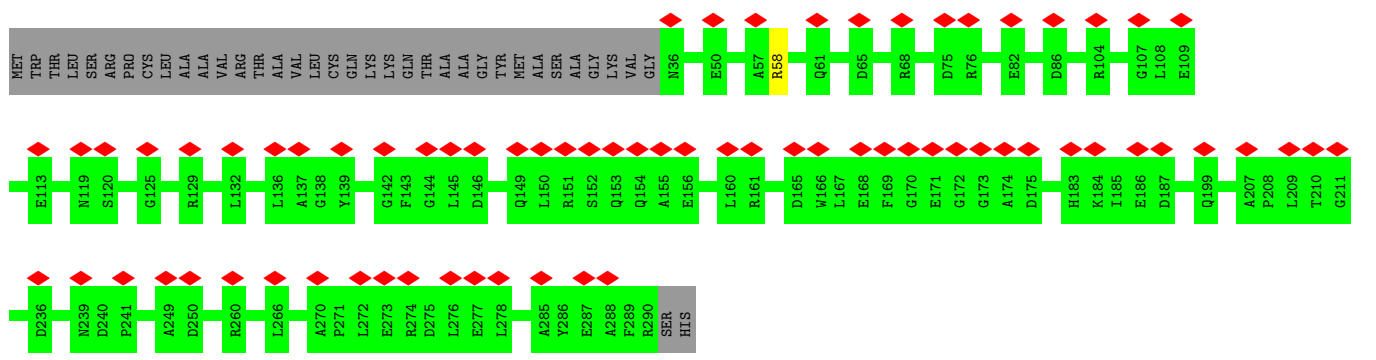 MET TRP THR LEU SER ARG PRO CYS LEU ALA ALA VAL ARG THR ALA VAL LEU CYS GLN LYS LYS GLN THR ALA ALA GLY TYR MET ALA SER ALA GLY LYS VAL GLY N36 E50 A57 R58 Q61 D65 R68 D75 R76 E82 D86 R104 G107 L108 E109
E113 N119 S120 G125 R129 L132 L136 A137 G138 Y139 G142 F143 G144 L145 D146 Q149 L150 R151 S152 Q153 Q154 A155 E156 L160 R161 D165 W166 L167 E168 F169 G170 E171 G172 G173 A174 D175 H183 K184 I185 E186 D187 Q199 A207 P208 L209 T210 G211
D236 N239 D240 P241 A249 D250 R260 L266 A270 P271 L272 E273 R274 D275 L276 E277 L278 A285 Y286 E287 A288 F289 R290 SER HIS